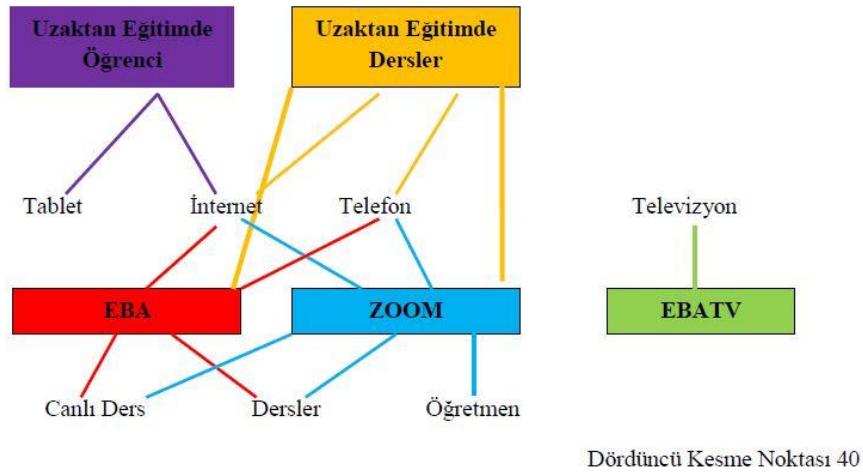 Uzaktan Eğitimde
Öğrenci
Uzaktan Eğitimde
Dersler
Tablet
İnternet
Telefon
Televizyon
EBA
ZOOM
EBATV
Canlı Ders
Dersler
Öğretmen
Dördüncü Kesme Noktası 40